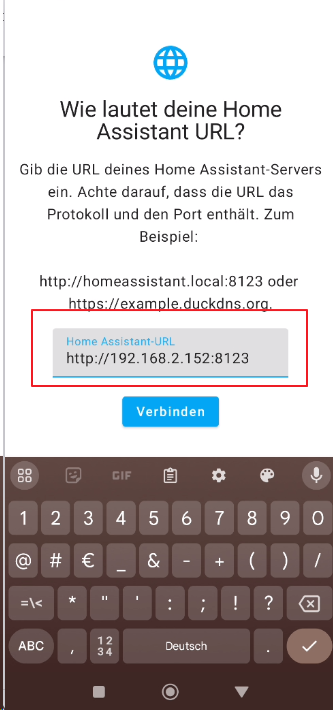 Wie lautet deine Home
Assistant URL?
Gib die URL deines Home Assistant-Servers
ein. Achte darauf, dass die URL das
Protokoll und den Port enthält. Zum
Beispiel:
http://homeassistant.local:8123 oder
https://example.duckdns.org.
Home Assistant-URL
http://192.168.2.152:8123
Verbinden
GIF
1 2 3 4 5 6 7 8 9 0
@ # € _ & - + ( ) /
=\< * " ' : ; ! ?
ABC , 12 34 Deutsch .